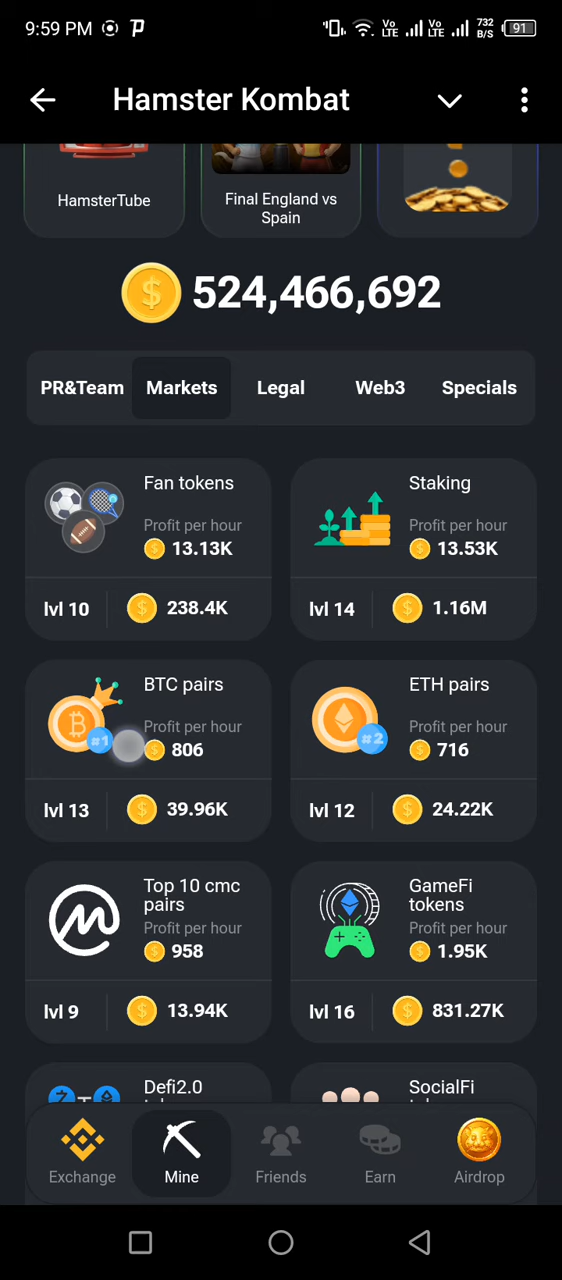 9:59 PM
Vo LTE Vo LTE 732 B/S 91
Hamster Kombat
HamsterTube
Final England vs
Spain
524,466,692
PR&Team Markets Legal Web3 Specials
Fan tokens
Profit per hour
13.13K
lvl 10 238.4K
Staking
Profit per hour
13.53K
lvl 14 1.16M
BTC pairs
#1
Profit per hour
806
lvl 13 39.96K
ETH pairs
#2
Profit per hour
716
lvl 12 24.22K
Top 10 cmc
pairs
Profit per hour
958
lvl 9 13.94K
GameFi
tokens
Profit per hour
1.95K
lvl 16 831.27K
Defi2.0
SocialFi
Exchange Mine Friends Earn Airdrop